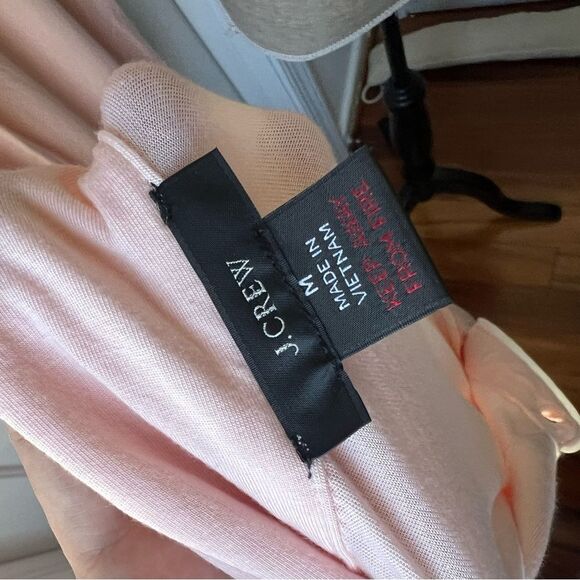 J.CREW
M
MADE IN
VIETNAM
KEEP AWAY
FROM FIRE